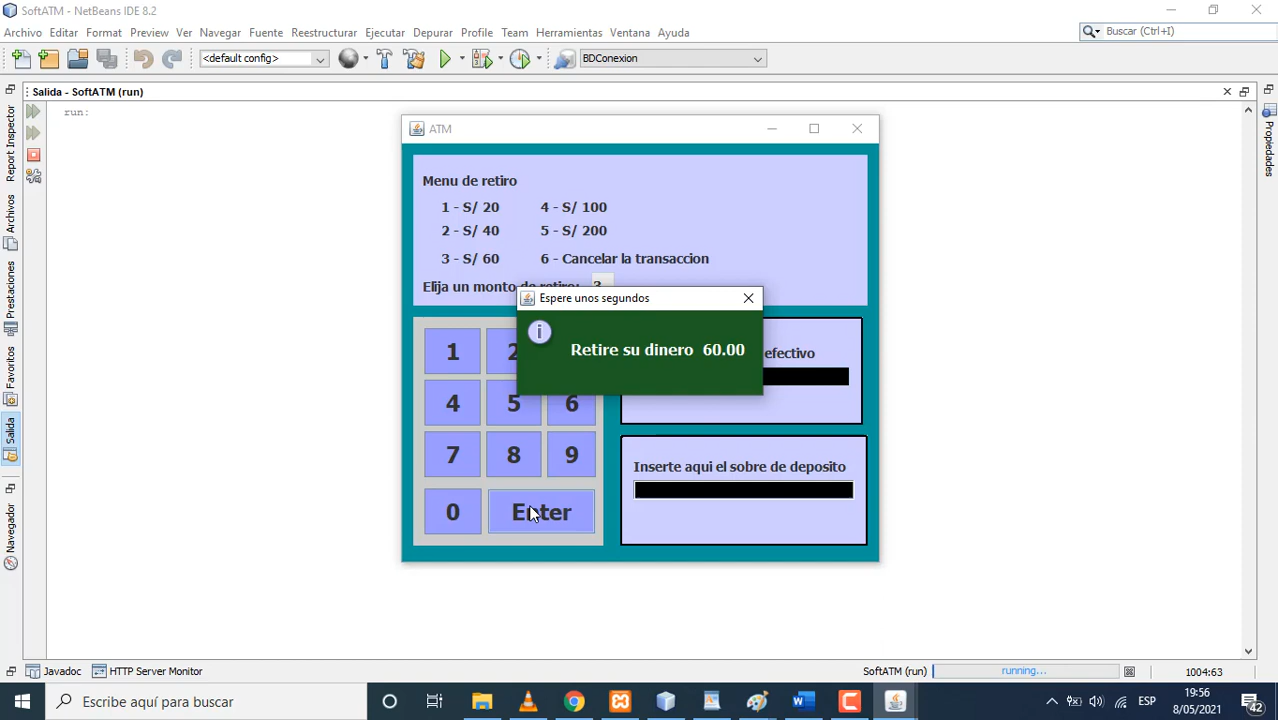 SoftATM - NetBeans IDE 8.2
Archivo Editar Format Preview Ver Navegar Fuente Reestructurar Ejecutar Depurar Profile Team Herramientas Ventana Ayuda
Buscar (Ctrl+I)
<default config>
BDConexion
Salida - SoftATM (run)
run:
Report Inspector
Archivos
Prestaciones
Favoritos
Salida
Navegador
Propiedades
ATM
Menu de retiro
1 - S/ 20 4 - S/ 100
2 - S/ 40 5 - S/ 200
3 - S/ 60 6 - Cancelar la transaccion
Elija un monto de retiro: 3
Espere unos segundos
Retire su dinero 60.00
efectivo
1 2
4 5 6
7 8 9
0 Enter
Inserte aqui el sobre de deposito
Javadoc HTTP Server Monitor
SoftATM (run) running... 1004:63
Escribe aquí para buscar
ESP
19:56
8/05/2021
42